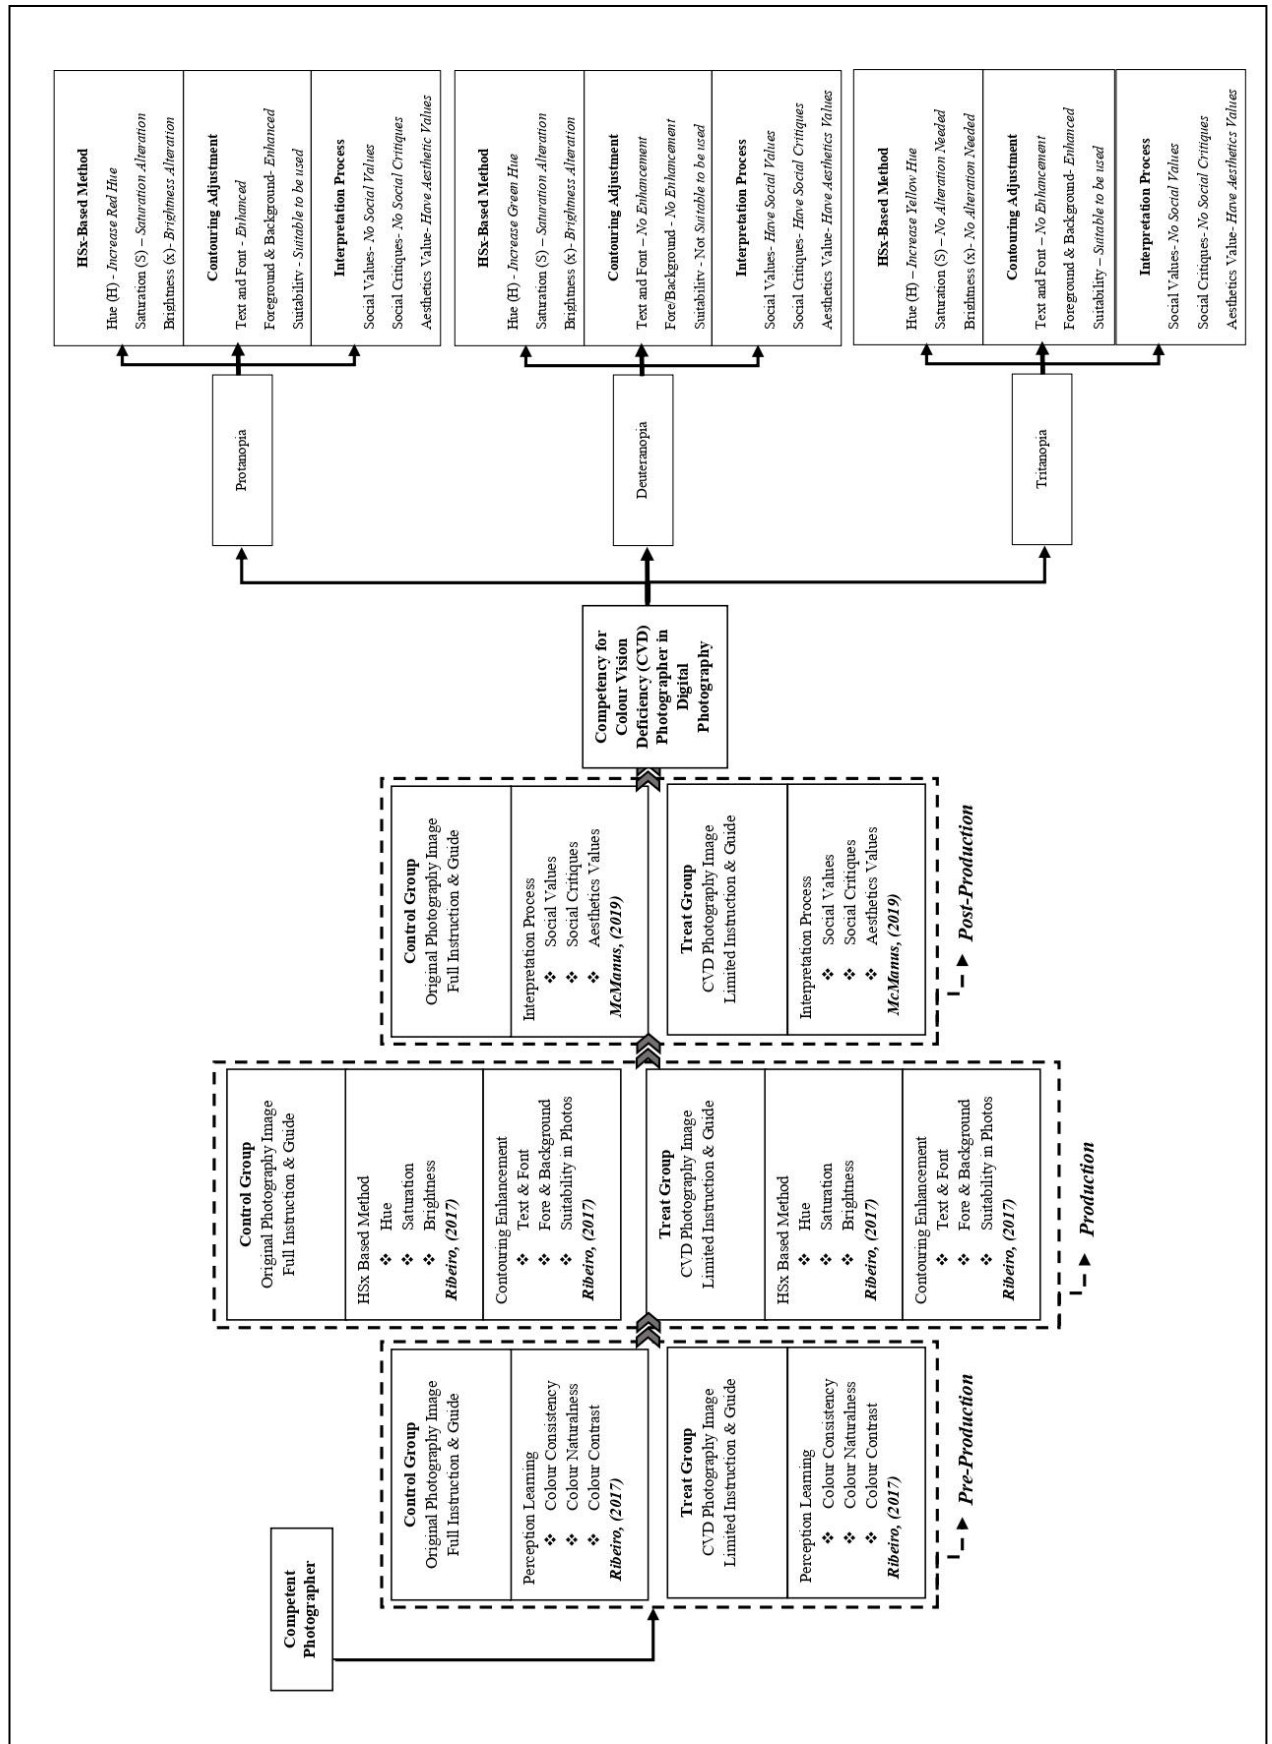 Competent
Photographer
Control Group
Original Photography Image
Full Instruction & Guide
Perception Learning
❖ Colour Consistency
❖ Colour Naturalness
❖ Colour Contrast
Ribeiro, (2017)
Treat Group
CVD Photography Image
Limited Instruction & Guide
Perception Learning
❖ Colour Consistency
❖ Colour Naturalness
❖ Colour Contrast
Ribeiro, (2017)
Pre-Production
Control Group
Original Photography Image
Full Instruction & Guide
HSx Based Method
❖ Hue
❖ Saturation
❖ Brightness
Ribeiro, (2017)
Contouring Enhancement
❖ Text & Font
❖ Fore & Background
❖ Suitability in Photos
Ribeiro, (2017)
Treat Group
CVD Photography Image
Limited Instruction & Guide
HSx Based Method
❖ Hue
❖ Saturation
❖ Brightness
Ribeiro, (2017)
Contouring Enhancement
❖ Text & Font
❖ Fore & Background
❖ Suitability in Photos
Ribeiro, (2017)
Production
Control Group
Original Photography Image
Full Instruction & Guide
Interpretation Process
❖ Social Values
❖ Social Critiques
❖ Aesthetics Values
McManus, (2019)
Treat Group
CVD Photography Image
Limited Instruction & Guide
Interpretation Process
❖ Social Values
❖ Social Critiques
❖ Aesthetics Values
McManus, (2019)
Post-Production
Competency for
Colour Vision
Deficiency (CVD)
Photographer in
Digital
Photography
Protanopia
HSx-Based Method
Hue (H) - Increase Red Hue
Saturation (S) – Saturation Alteration
Brightness (x)- Brightness Alteration
Contouring Adjustment
Text and Font - Enhanced
Foreground & Background- Enhanced
Suitability - Suitable to be used
Interpretation Process
Social Values- No Social Values
Social Critiques- No Social Critiques
Aesthetics Value- Have Aesthetic Values
Deuteranopia
HSx-Based Method
Hue (H) - Increase Green Hue
Saturation (S) – Saturation Alteration
Brightness (x)- Brightness Alteration
Contouring Adjustment
Text and Font – No Enhancement
Fore/Background - No Enhancement
Suitability - Not Suitable to be used
Interpretation Process
Social Values- Have Social Values
Social Critiques- Have Social Critiques
Aesthetics Value- Have Aesthetics Values
Tritanopia
HSx-Based Method
Hue (H) – Increase Yellow Hue
Saturation (S) – No Alteration Needed
Brightness (x)- No Alteration Needed
Contouring Adjustment
Text and Font – No Enhancement
Foreground & Background- Enhanced
Suitability – Suitable to be used
Interpretation Process
Social Values- No Social Values
Social Critiques- No Social Critiques
Aesthetics Value- Have Aesthetics Values